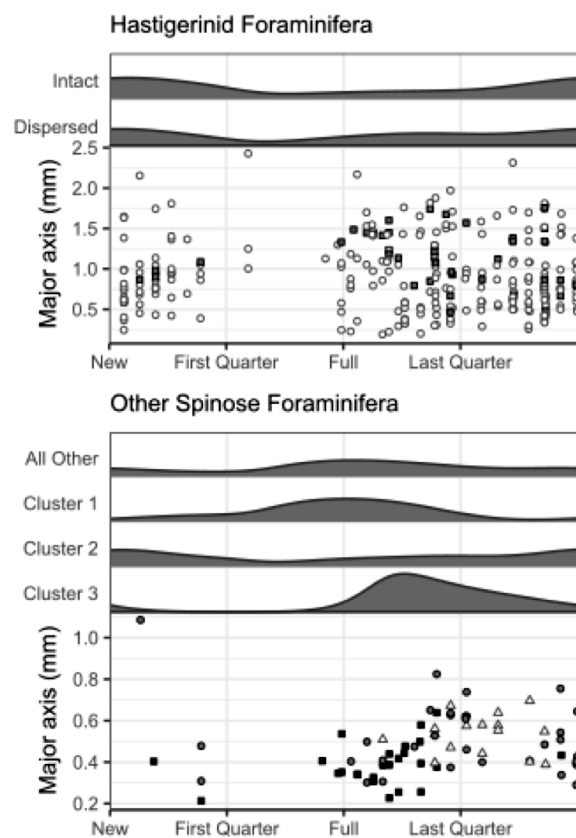 Hastigerinid Foraminifera
Intact
Dispersed
Major axis (mm)
2.5
2.0
1.5
1.0
0.5
New First Quarter Full Last Quarter
Other Spinose Foraminifera
All Other
Cluster 1
Cluster 2
Cluster 3
Major axis (mm)
1.0
0.8
0.6
0.4
0.2
New First Quarter Full Last Quarter